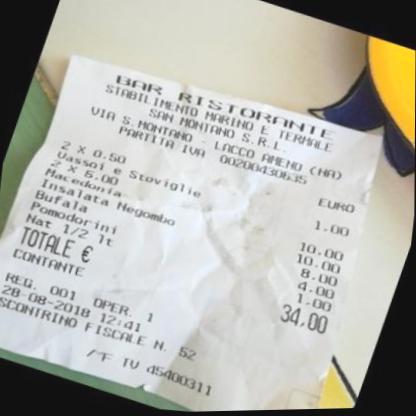 BAR RISTORANTE
STABILIMENTO MARINO E TERMALE
SAN MONTANO S.R.L.
VIA S.MONTANO - LACCO AMENO (NA)
PARTITA IVA 00200430635
EURO
2 X 0.50
Vassoi e Stoviglie 1.00
2 X 5.00
Macedonia 10.00
Insalata Negombo 10.00
Bufala 8.00
Pomodorini 4.00
Nat 1/2 lt 1.00
TOTALE € 34,00
CONTANTE
REG. 001 OPER. 1
28-08-2018 12:41
SCONTRINO FISCALE N. 52
TU 45400311